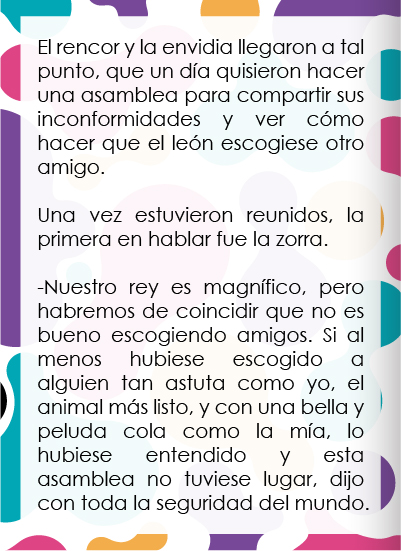 El rencor y la envidia llegaron a tal
punto, que un día quisieron hacer
una asamblea para compartir sus
inconformidades y ver cómo
hacer que el león escogiese otro
amigo.
Una vez estuvieron reunidos, la
primera en hablar fue la zorra.
-Nuestro rey es magnífico, pero
habremos de coincidir que no es
bueno escogiendo amigos. Si al
menos hubiese escogido a
alguien tan astuta como yo, el
animal más listo, y con una bella y
peluda cola como la mía, lo
hubiese entendido y esta
asamblea no tuviese lugar, dijo
con toda la seguridad del mundo.